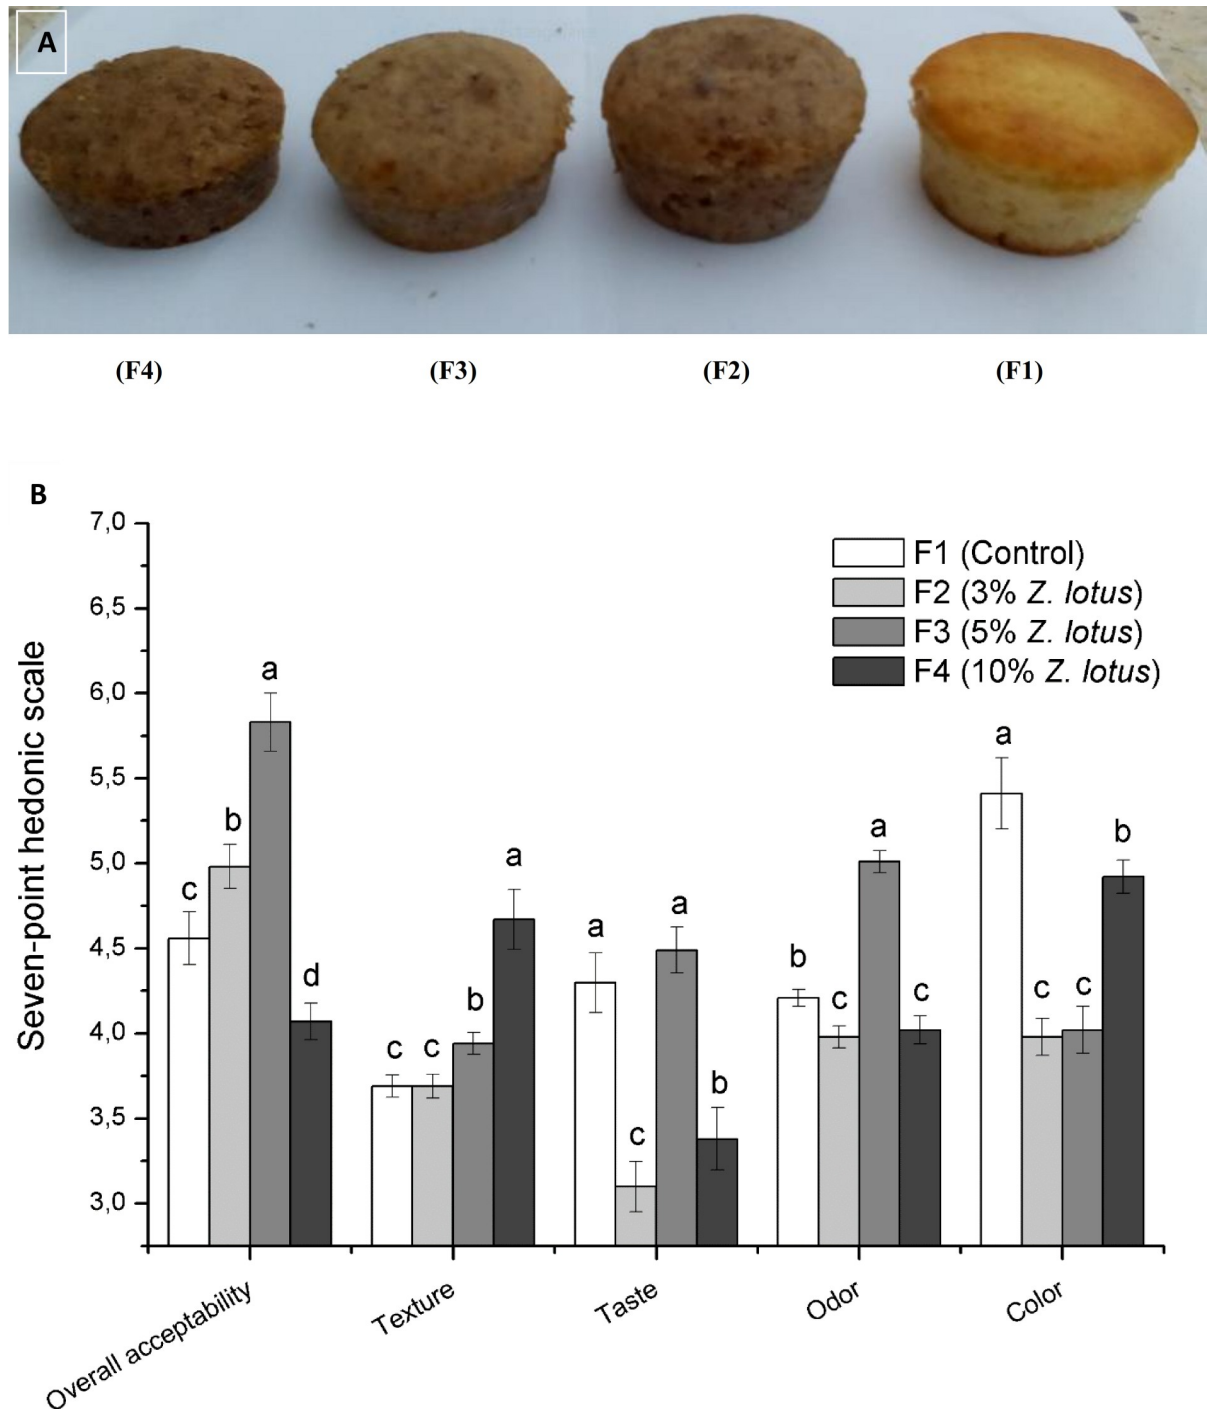 A
(F4) (F3) (F2) (F1)
B
Seven-point hedonic scale
7,0
6,5
6,0
5,5
5,0
4,5
4,0
3,5
3,0
F1 (Control)
F2 (3% Z. lotus)
F3 (5% Z. lotus)
F4 (10% Z. lotus)
c b a d
c c b a
a c a b
b c a c
a c c b
Overall acceptability
Texture
Taste
Odor
Color